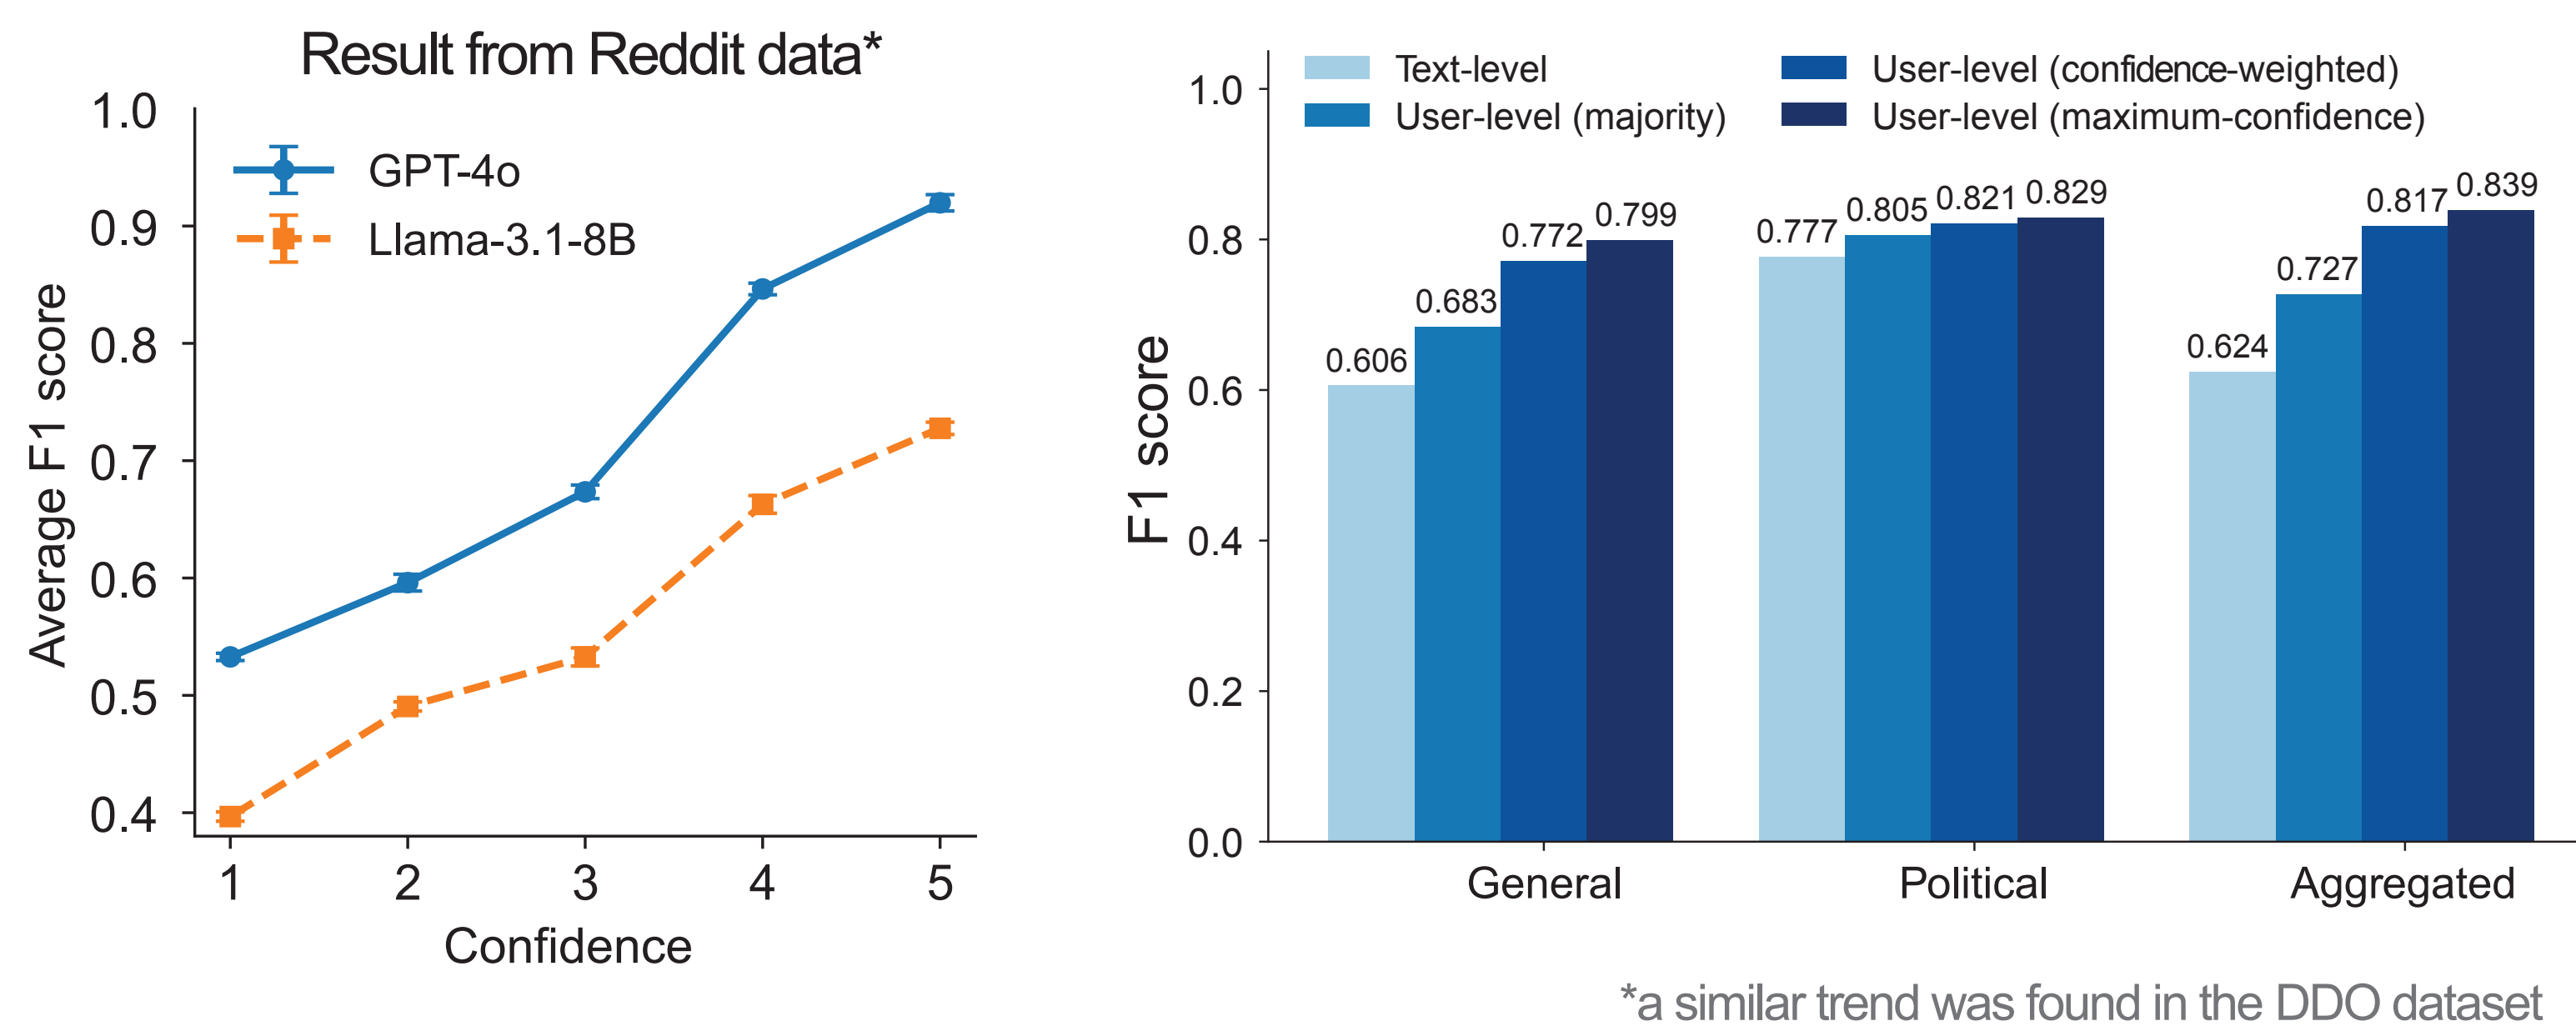 Result from Reddit data*
1.0
0.9
0.8
0.7
0.6
0.5
0.4
Average F1 score
GPT-4o
Llama-3.1-8B
1 2 3 4 5
Confidence
Text-level
User-level (majority)
User-level (confidence-weighted)
User-level (maximum-confidence)
1.0
0.8
0.6
0.4
0.2
0.0
F1 score
0.606 0.683 0.772 0.799
0.777 0.805 0.821 0.829
0.624 0.727 0.817 0.839
General Political Aggregated
*a similar trend was found in the DDO dataset